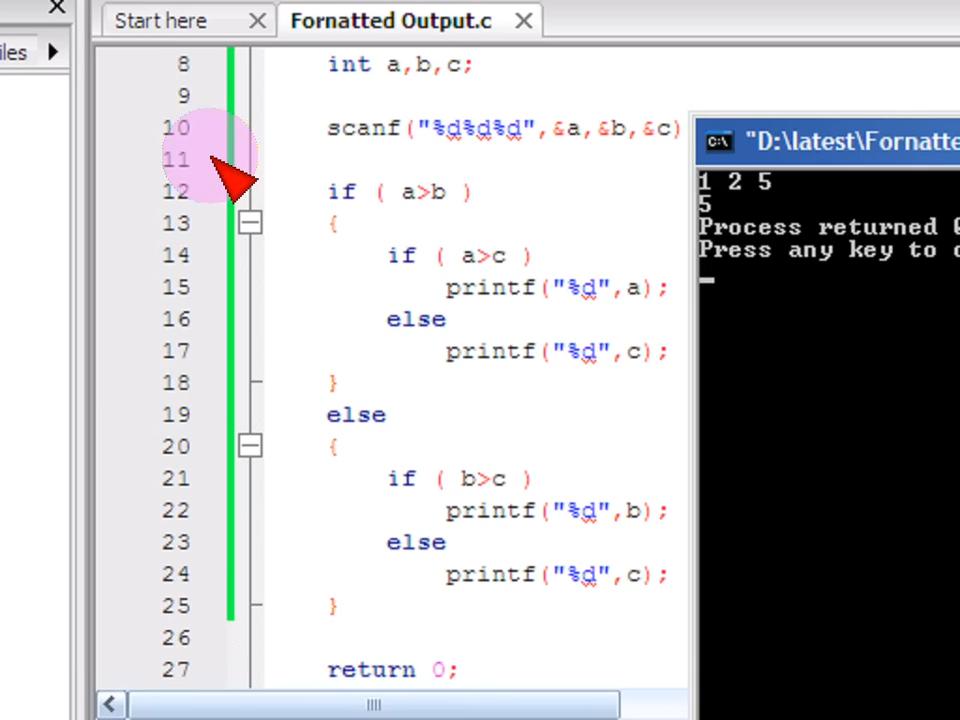 Start here
Fornatted Output.c
iles
8 int a,b,c;
9
10 scanf("%d%d%d",&a,&b,&c)
11
12 if ( a>b )
13 {
14 if ( a>c )
15 printf("%d",a);
16 else
17 printf("%d",c);
18 }
19 else
20 {
21 if ( b>c )
22 printf("%d",b);
23 else
24 printf("%d",c);
25 }
26
27 return 0;
"D:\latest\Fornatte
1 2 5
5
Process returned
Press any key to